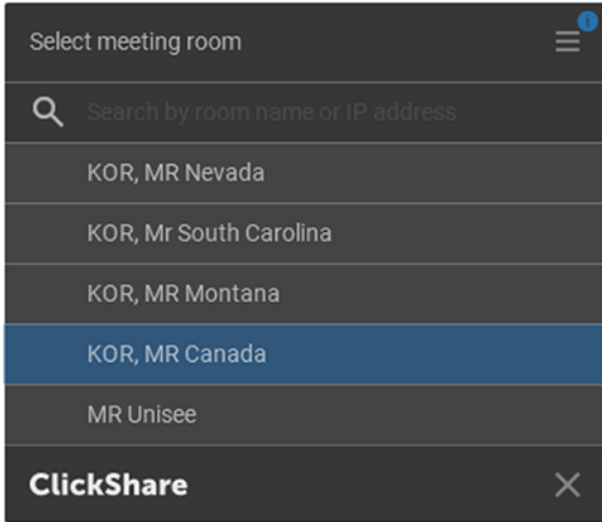 Select meeting room
i
Search by room name or IP address
KOR, MR Nevada
KOR, Mr South Carolina
KOR, MR Montana
KOR, MR Canada
MR Unisee
ClickShare